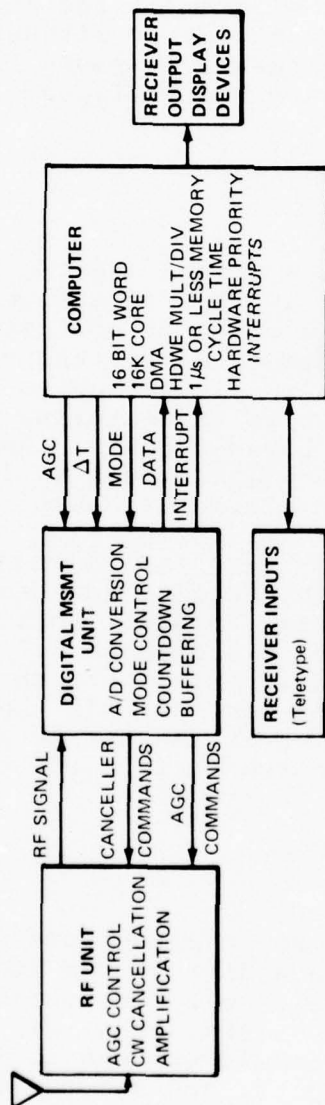 RF UNIT
AGC CONTROL
CW CANCELLATION
AMPLIFICATION
RF SIGNAL
CANCELLER
COMMANDS
AGC
COMMANDS
DIGITAL MSMT
UNIT
A/D CONVERSION
MODE CONTROL
COUNTDOWN
BUFFERING
AGC
ΔT
MODE
DATA
INTERRUPT
COMPUTER
16 BIT WORD
16K CORE
DMA
HDWE MULT/DIV
1μs OR LESS MEMORY
CYCLE TIME
HARDWARE PRIORITY
INTERRUPTS
RECIEVER
OUTPUT
DISPLAY
DEVICES
RECEIVER INPUTS
(Teletype)